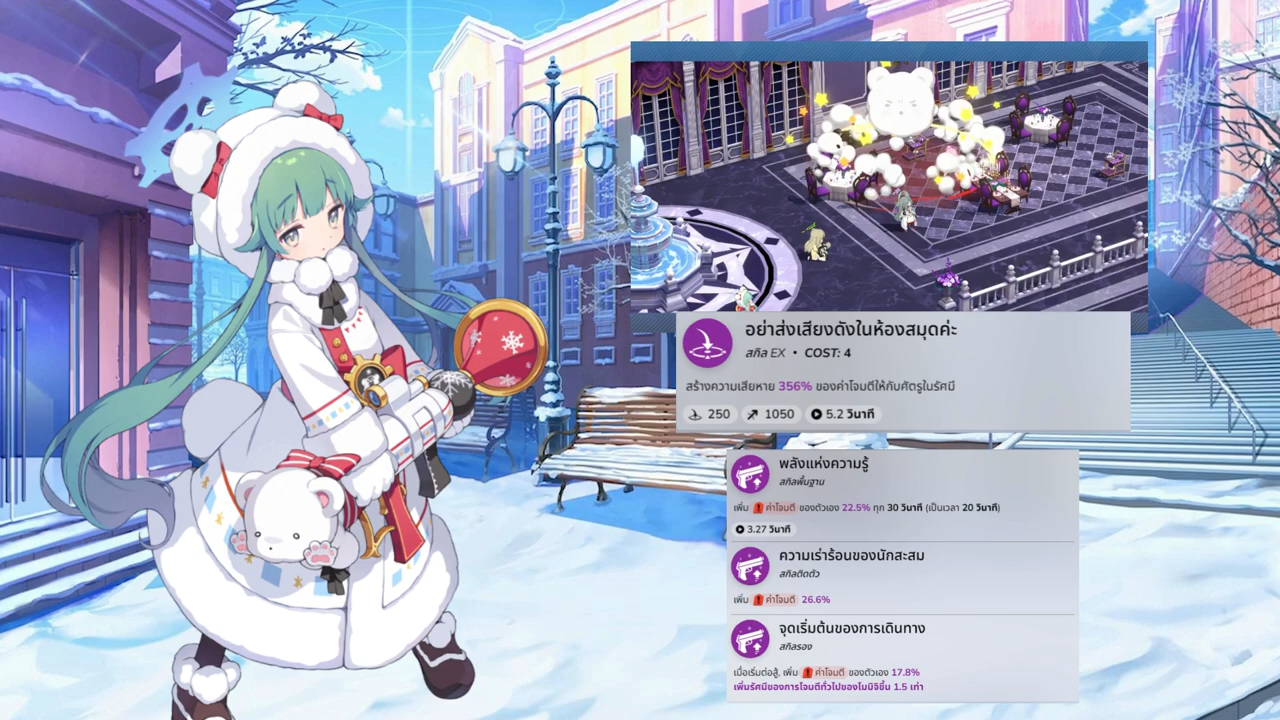 อย่าส่งเสียงดังในห้องสมุดค่ะ
สกิล EX • COST: 4
สร้างความเสียหาย 356% ของค่าโจมตีให้กับศัตรูในรัศมี
250 1050 5.2 วินาที
พลังแห่งความรู้
สกิลพื้นฐาน
เพิ่ม ค่าโจมตี ของตัวเอง 22.5% ทุก 30 วินาที (เป็นเวลา 20 วินาที)
3.27 วินาที
ความเร่าร้อนของนักสะสม
สกิลติดตัว
เพิ่ม ค่าโจมตี 26.6%
จุดเริ่มต้นของการเดินทาง
สกิลรอง
เมื่อเริ่มต่อสู้, เพิ่ม ค่าโจมตี ของตัวเอง 17.8%
เพิ่มรัศมีของการโจมตีทั่วไปของโมมิจิขึ้น 1.5 เท่า